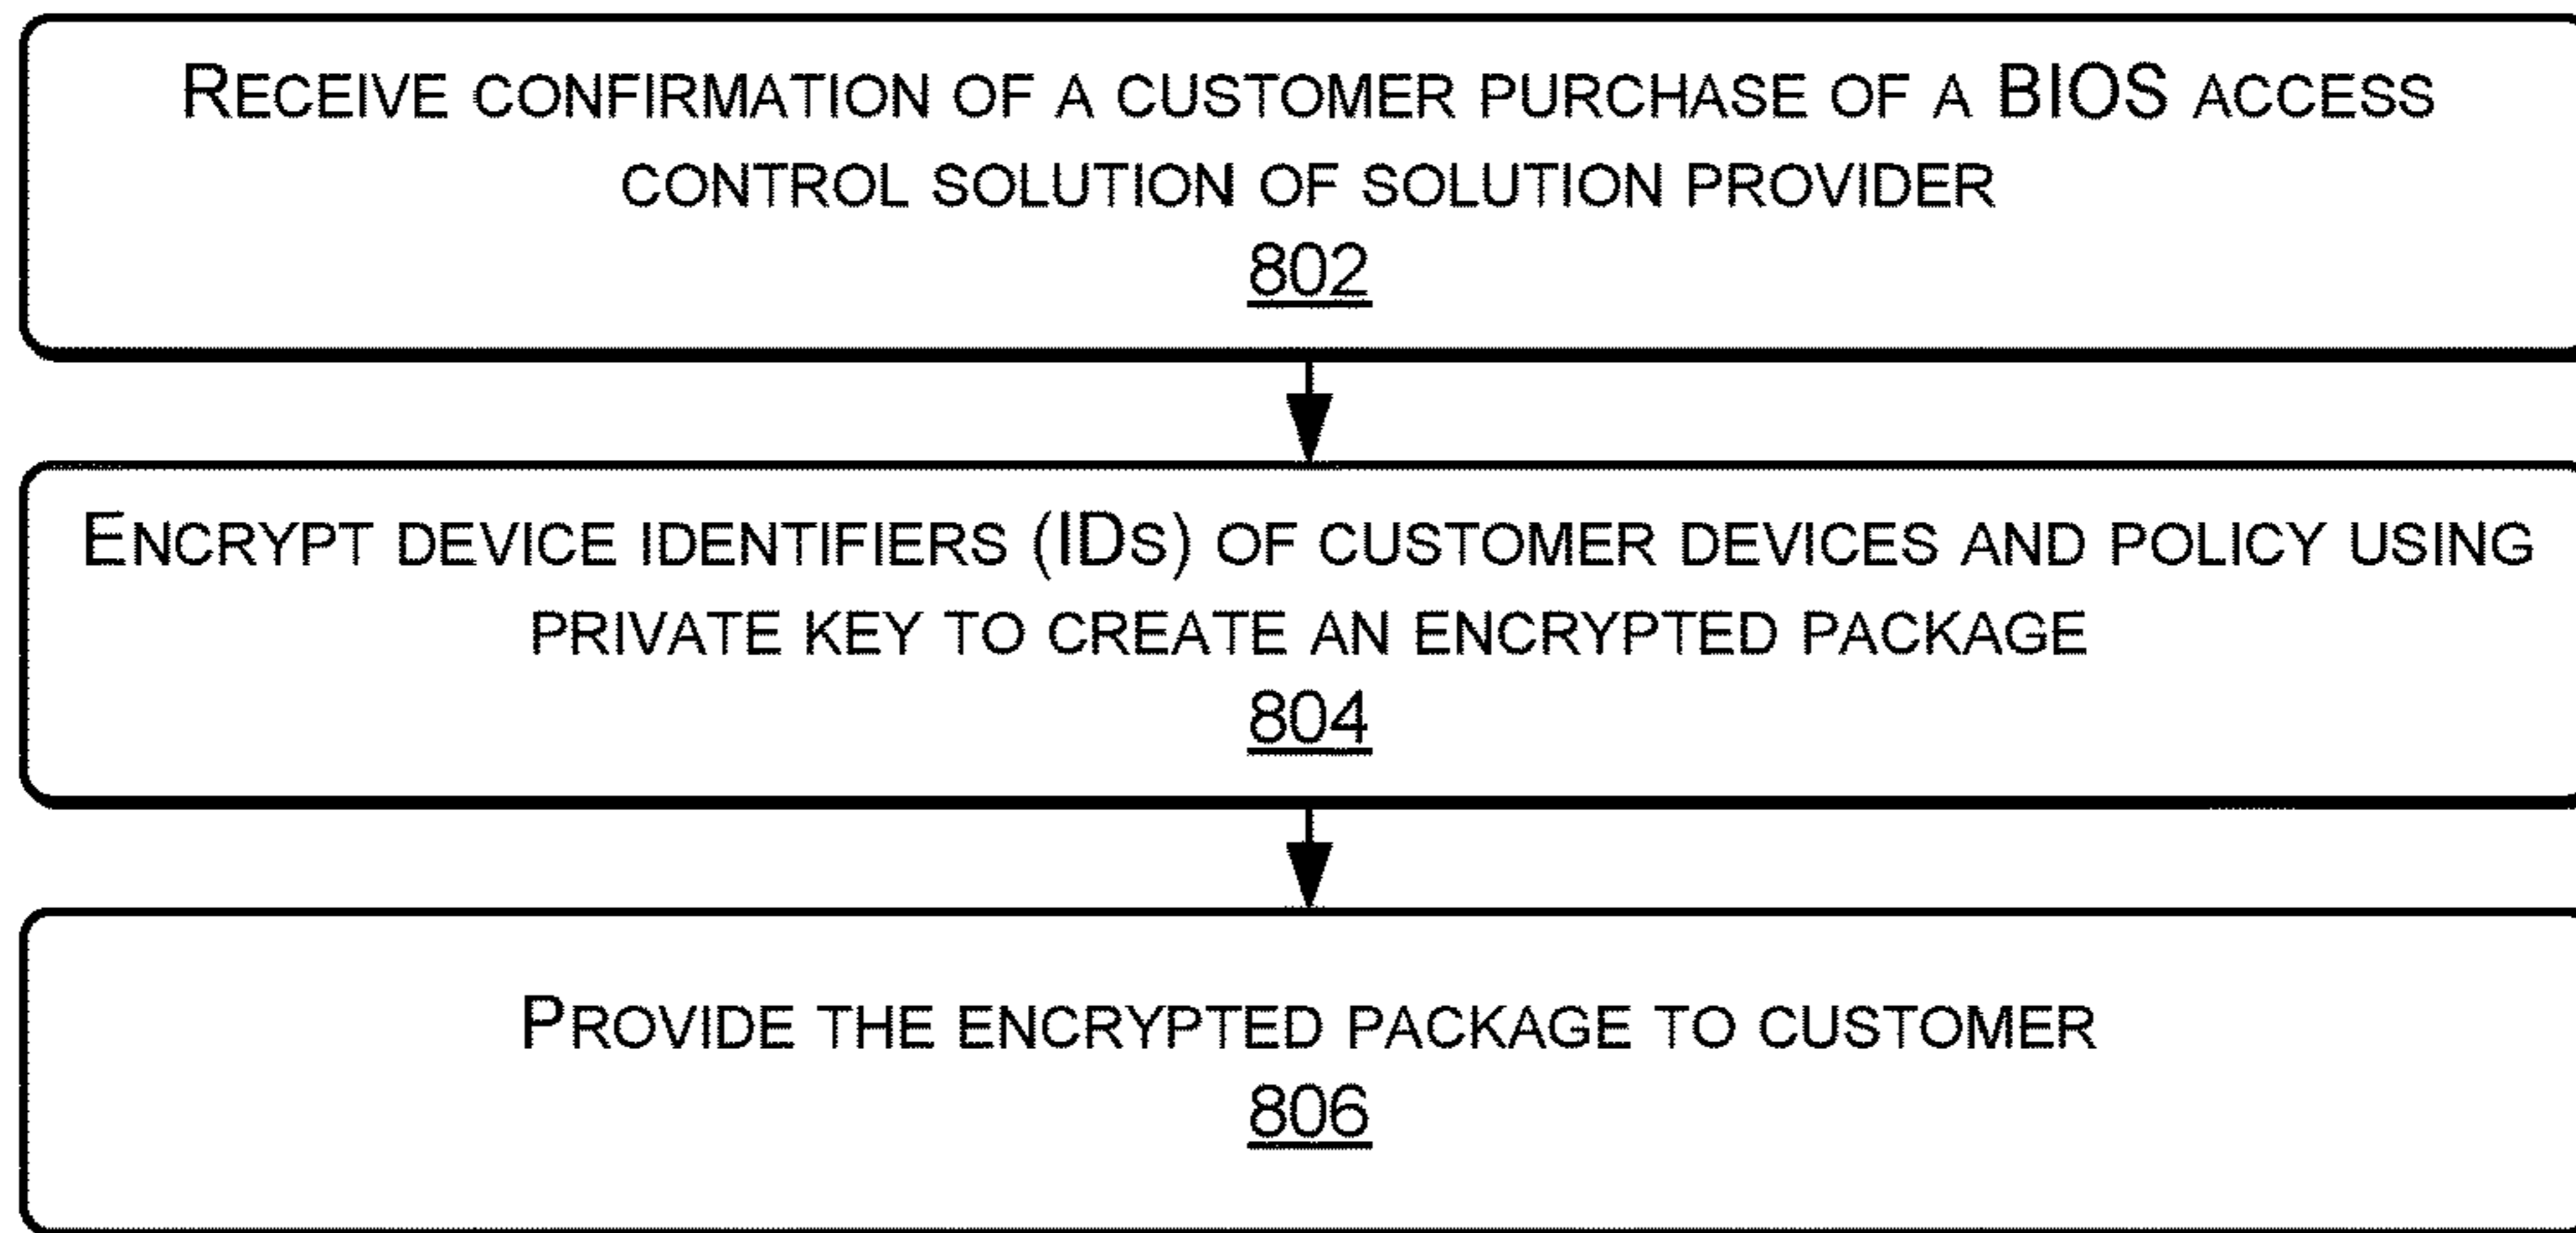 RECEIVE CONFIRMATION OF A CUSTOMER PURCHASE OF A BIOS ACCESS
CONTROL SOLUTION OF SOLUTION PROVIDER
802
ENCRYPT DEVICE IDENTIFIERS (IDS) OF CUSTOMER DEVICES AND POLICY USING
PRIVATE KEY TO CREATE AN ENCRYPTED PACKAGE
804
PROVIDE THE ENCRYPTED PACKAGE TO CUSTOMER
806